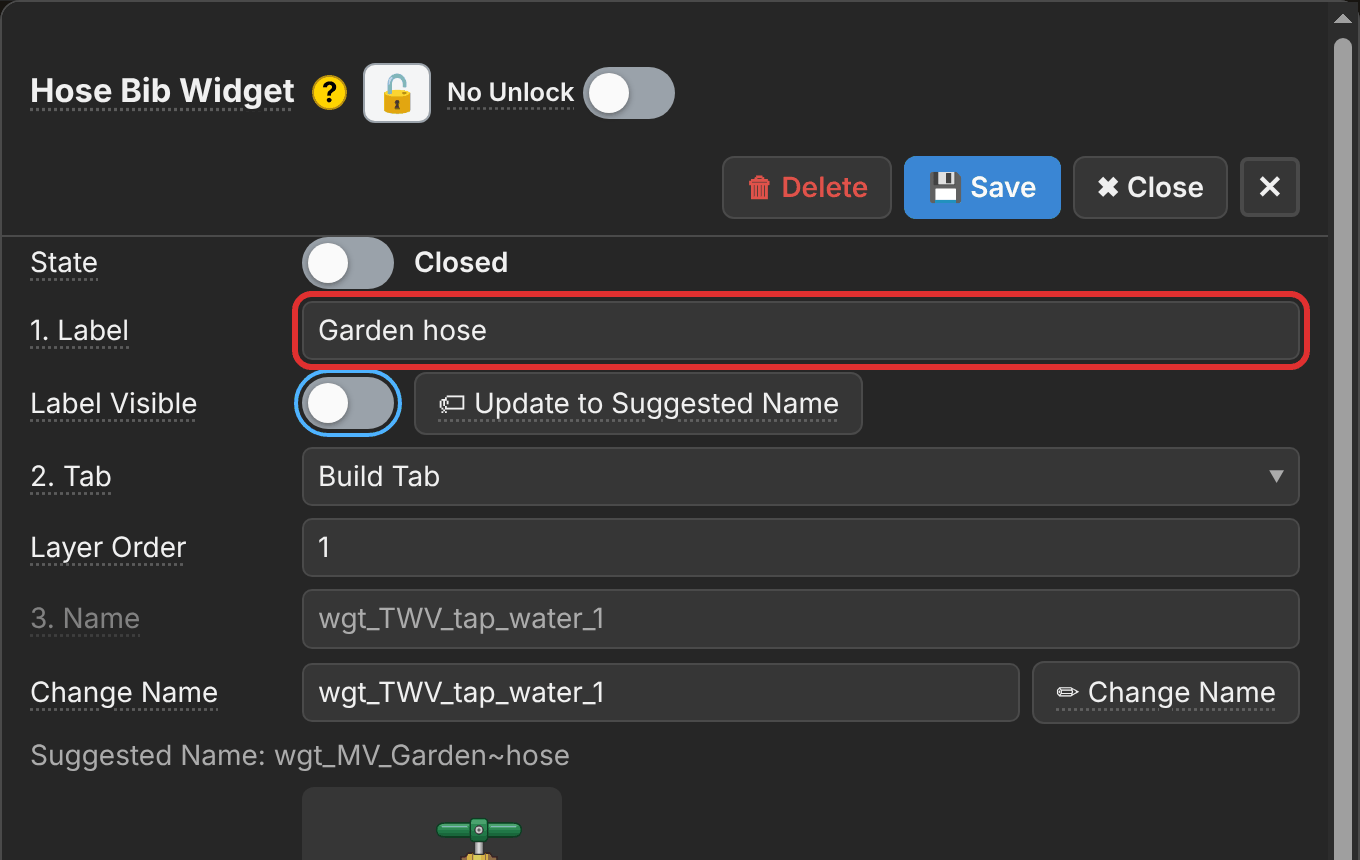 Hose Bib Widget ? No Unlock
Delete Save ✖ Close ✕
State Closed
1. Label Garden hose
Label Visible Update to Suggested Name
2. Tab Build Tab
Layer Order 1
3. Name wgt_TWV_tap_water_1
Change Name wgt_TWV_tap_water_1 Change Name
Suggested Name: wgt_MV_Garden~hose